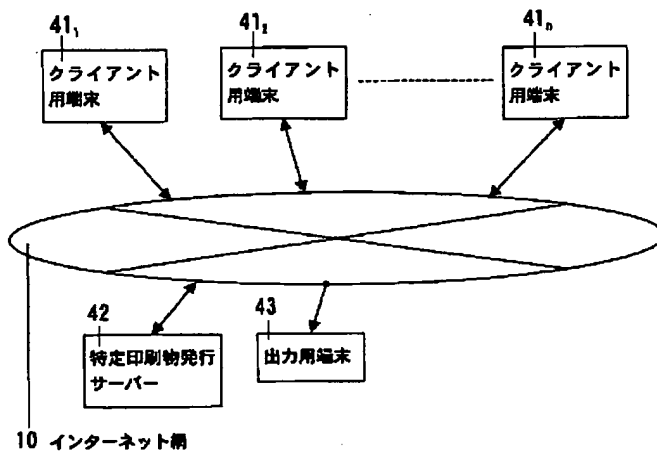 41₁
41₂
41ₙ
クライアント
用端末
クライアント
用端末
クライアント
用端末
42
43
特定印刷物発行
サーバー
出力用端末
10 インターネット網